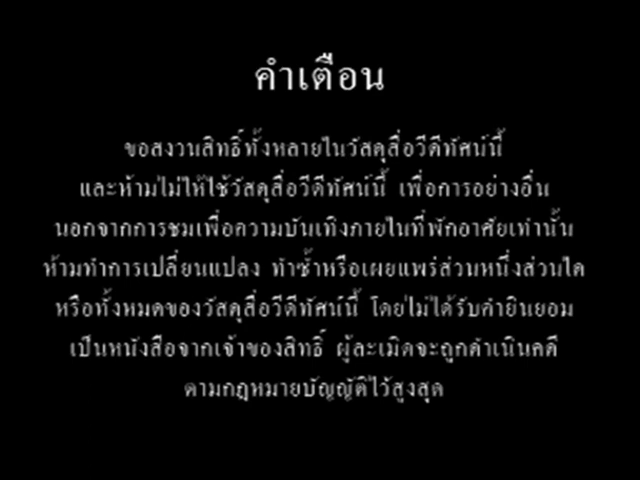 คำเตือน
ขอสงวนสิทธิ์ทั้งหลายในวัสดุสื่อวีดีทัศน์นี้
และห้ามไม่ให้ใช้วัสดุสื่อวีดีทัศน์นี้ เพื่อการอย่างอื่น
นอกจากการชมเพื่อความบันเทิงภายในที่พักอาศัยเท่านั้น
ห้ามทำการเปลี่ยนแปลง ทำซ้ำหรือเผยแพร่ส่วนหนึ่งส่วนใด
หรือทั้งหมดของวัสดุสื่อวีดีทัศน์นี้ โดยไม่ได้รับคำยินยอม
เป็นหนังสือจากเจ้าของสิทธิ์ ผู้ละเมิดจะถูกดำเนินคดี
ตามกฎหมายบัญญัติไว้สูงสุด